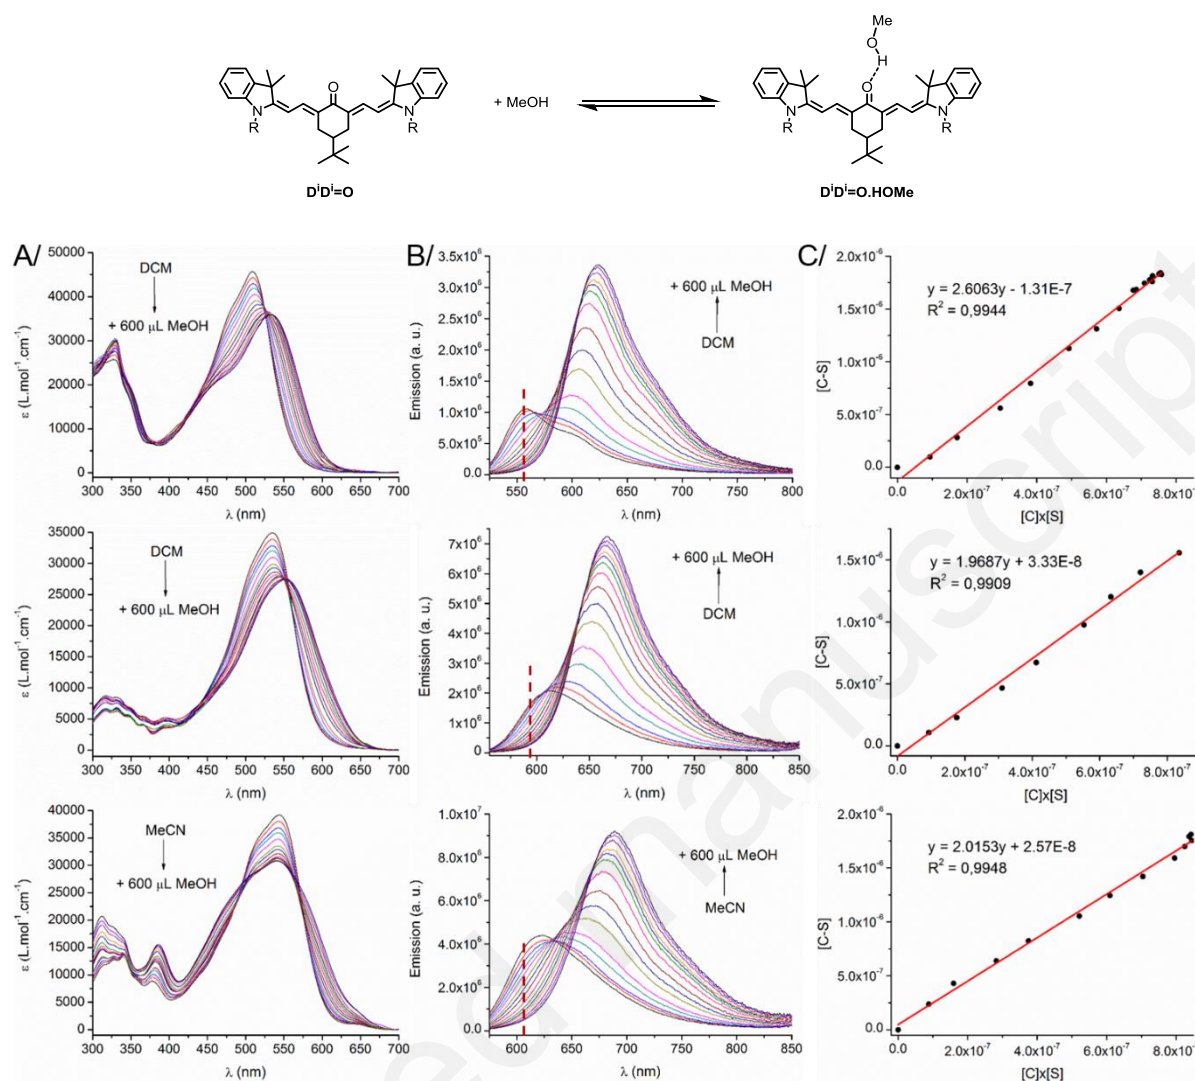 Me
O
H
O
O
N
R
N
R
+ MeOH
N
R
N
R
DⁱDⁱ=O
DⁱDⁱ=O.HOMe
A/
50000
40000
30000
20000
10000
0
ε (L.mol⁻¹.cm⁻¹)
DCM
+ 600 µL MeOH
300 350 400 450 500 550 600 650 700
λ (nm)
B/
3.5x10⁶
3.0x10⁶
2.5x10⁶
2.0x10⁶
1.5x10⁶
1.0x10⁶
5.0x10⁵
0.0
Emission (a. u.)
+ 600 µL MeOH
DCM
550 600 650 700 750 800
λ (nm)
C/
2.0x10⁻⁶
1.5x10⁻⁶
1.0x10⁻⁶
5.0x10⁻⁷
0.0
[C-S]
y = 2.6063y - 1.31E-7
R² = 0,9944
0.0 2.0x10⁻⁷ 4.0x10⁻⁷ 6.0x10⁻⁷ 8.0x10⁻⁷
[C]x[S]
35000
30000
25000
20000
15000
10000
5000
0
ε (L.mol⁻¹.cm⁻¹)
DCM
+ 600 µL MeOH
300 350 400 450 500 550 600 650 700
λ (nm)
7x10⁶
6x10⁶
5x10⁶
4x10⁶
3x10⁶
2x10⁶
1x10⁶
0
Emission (a. u.)
+ 600 µL MeOH
DCM
600 650 700 750 800 850
λ (nm)
1.5x10⁻⁶
1.0x10⁻⁶
5.0x10⁻⁷
0.0
[C-S]
y = 1.9687y + 3.33E-8
R² = 0,9909
0.0 2.0x10⁻⁷ 4.0x10⁻⁷ 6.0x10⁻⁷ 8.0x10⁻⁷
[C]x[S]
40000
35000
30000
25000
20000
15000
10000
5000
0
ε (L.mol⁻¹.cm⁻¹)
MeCN
+ 600 µL MeOH
300 350 400 450 500 550 600 650 700
λ (nm)
1.0x10⁷
8.0x10⁶
6.0x10⁶
4.0x10⁶
2.0x10⁶
0.0
Emission (a. u.)
+ 600 µL MeOH
MeCN
600 650 700 750 800 850
λ (nm)
2.0x10⁻⁶
1.5x10⁻⁶
1.0x10⁻⁶
5.0x10⁻⁷
0.0
[C-S]
y = 2.0153y + 2.57E-8
R² = 0,9948
0.0 2.0x10⁻⁷ 4.0x10⁻⁷ 6.0x10⁻⁷ 8.0x10⁻⁷
[C]x[S]
ed manuscript